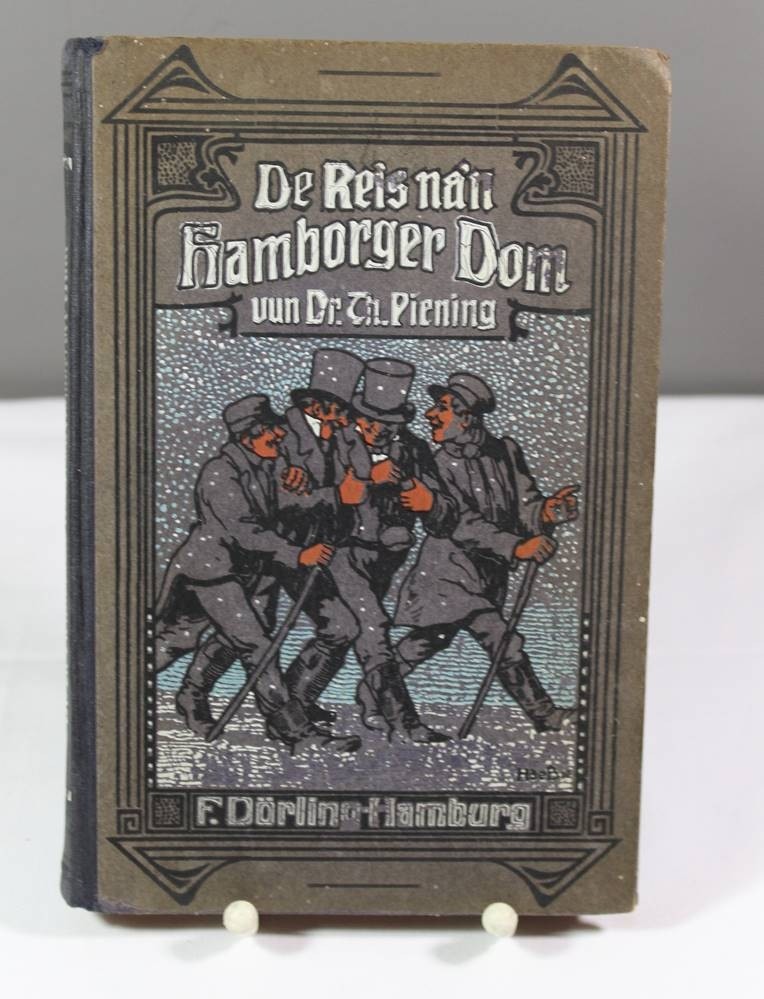 De Reis na'n
Hamborger Dom
vun Dr. Th. Piening
F. Dörling-Hamburg